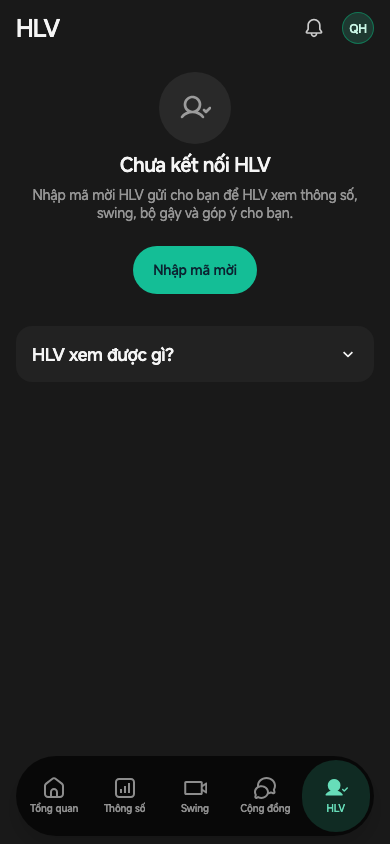 HLV
QH
Chưa kết nối HLV
Nhập mã mời HLV gửi cho bạn để HLV xem thông số,
swing, bộ gậy và góp ý cho bạn.
Nhập mã mời
HLV xem được gì?
Tổng quan
Thông số
Swing
Cộng đồng
HLV